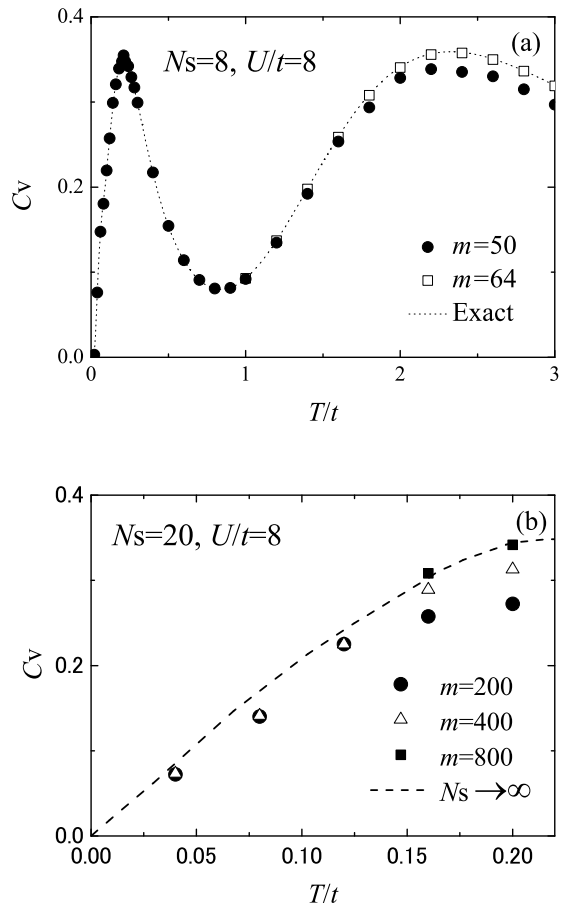 0.4
(a)
Ns=8, U/t=8
Cv
0.2
m=50
m=64
Exact
0.0
0 1 2 3
T/t
0.4
(b)
Ns=20, U/t=8
Cv
0.2
m=200
m=400
m=800
Ns→∞
0.0
0.00 0.05 0.10 0.15 0.20
T/t